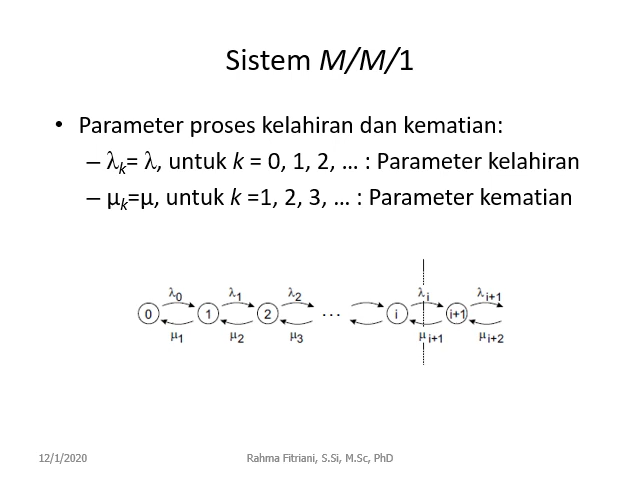 Sistem M/M/1
• Parameter proses kelahiran dan kematian:
– λk= λ, untuk k = 0, 1, 2, … : Parameter kelahiran
– μk=μ, untuk k =1, 2, 3, … : Parameter kematian
λ0 λ1 λ2 λi λi+1
0 1 2 ... i i+1
μ1 μ2 μ3 μi+1 μi+2
12/1/2020 Rahma Fitriani, S.Si, M.Sc, PhD